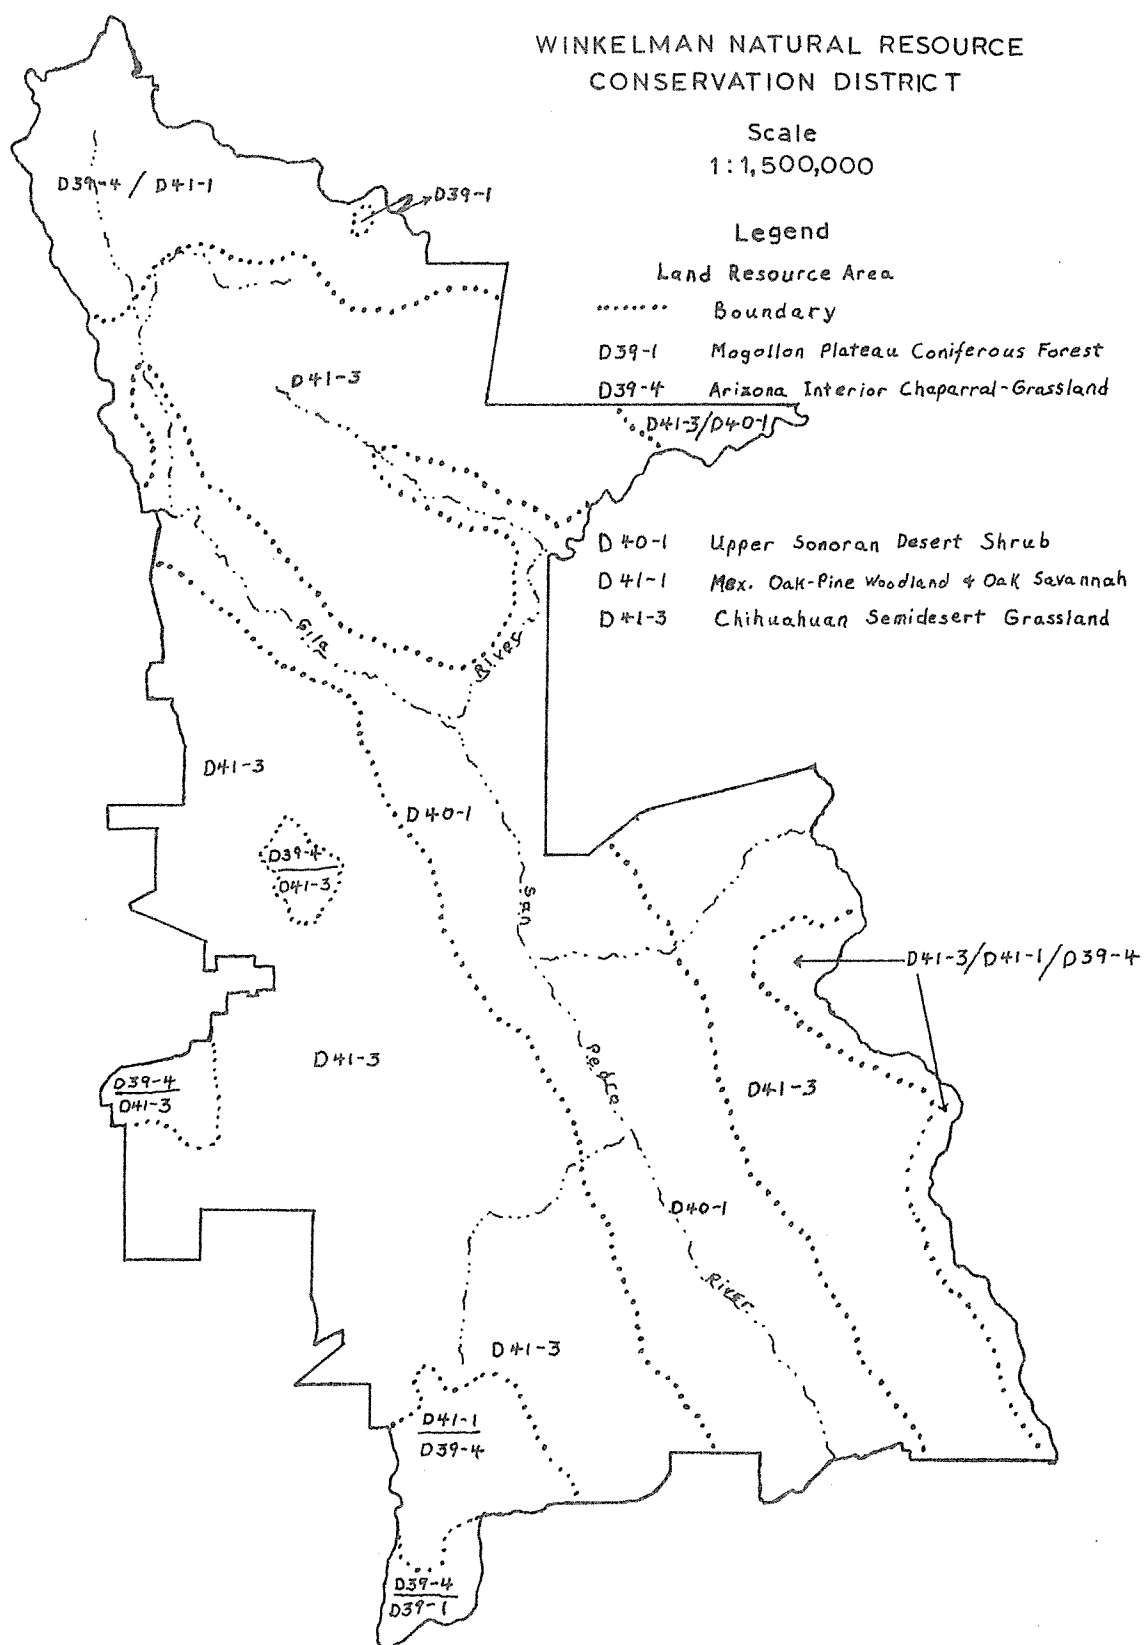 WINKELMAN NATURAL RESOURCE
CONSERVATION DISTRICT
Scale
1:1,500,000
Legend
Land Resource Area
Boundary
D39-1 Mogollon Plateau Coniferous Forest
D39-4 Arizona Interior Chaparral-Grassland
D40-1 Upper Sonoran Desert Shrub
D41-1 Mex. Oak-Pine Woodland & Oak Savannah
D41-3 Chihuahuan Semidesert Grassland
D39-4 / D41-1
D39-1
D41-3
D41-3/D40-1
Gila
River
D41-3
D40-1
D39-4
D41-3
San
D41-3/D41-1/D39-4
Pedro
D41-3
D39-4
D41-3
D41-3
D40-1
River
D41-3
D41-1
D39-4
D39-4
D39-1